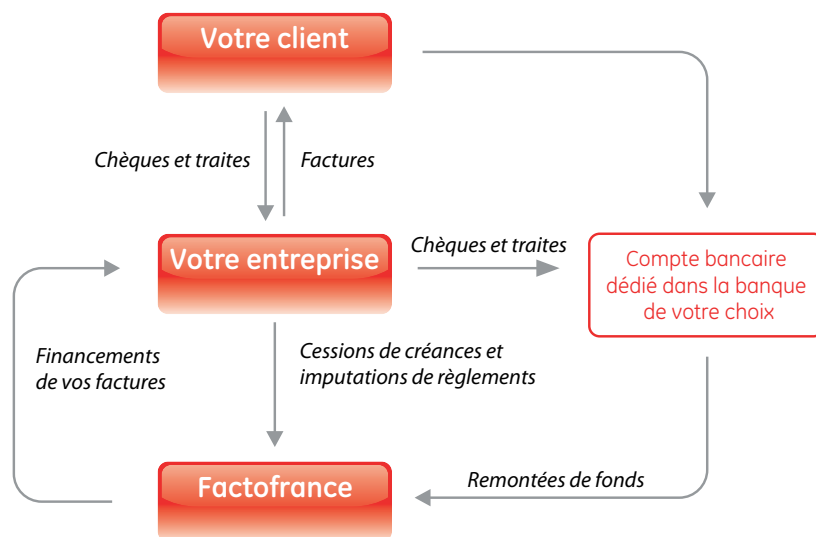 Votre client
Chèques et traites
Factures
Votre entreprise
Chèques et traites
Compte bancaire
dédié dans la banque
de votre choix
Financements
de vos factures
Cessions de créances et
imputations de règlements
Factofrance
Remontées de fonds